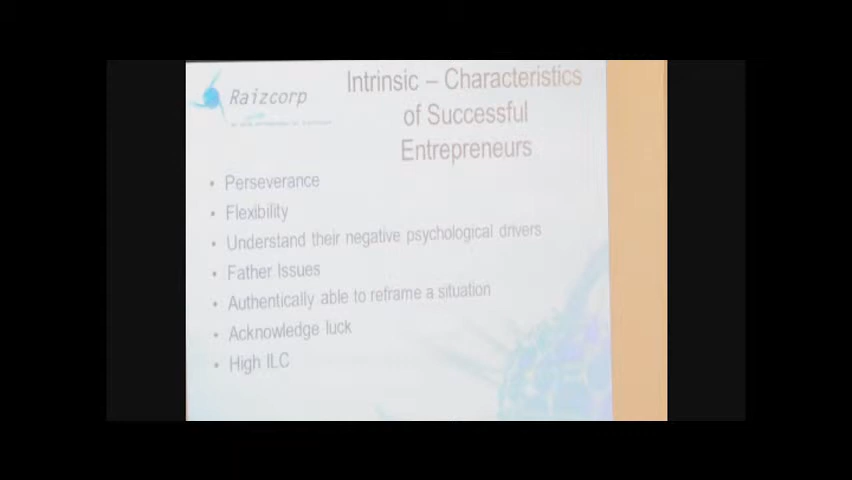 Raizcorp
Intrinsic – Characteristics
of Successful
Entrepreneurs
• Perseverance
• Flexibility
• Understand their negative psychological drivers
• Father Issues
• Authentically able to reframe a situation
• Acknowledge luck
• High ILC